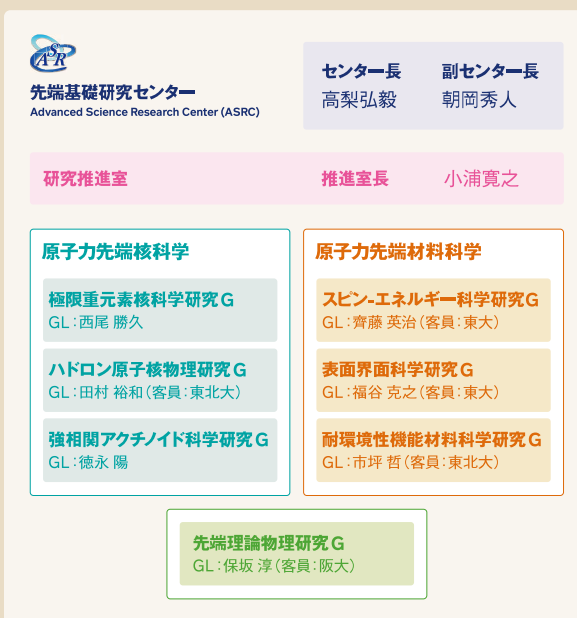 ASR
先端基礎研究センター
Advanced Science Research Center (ASRC)
センター長 副センター長
高梨弘毅 朝岡秀人
研究推進室 推進室長 小浦寛之
原子力先端核科学
極限重元素核科学研究G
GL:西尾 勝久
ハドロン原子核物理研究G
GL:田村 裕和(客員:東北大)
強相関アクチノイド科学研究G
GL:徳永 陽
原子力先端材料科学
スピン-エネルギー科学研究G
GL:齊藤 英治(客員:東大)
表面界面科学研究G
GL:福谷 克之(客員:東大)
耐環境性機能材料科学研究G
GL:市坪 哲(客員:東北大)
先端理論物理研究G
GL:保坂 淳(客員:阪大)